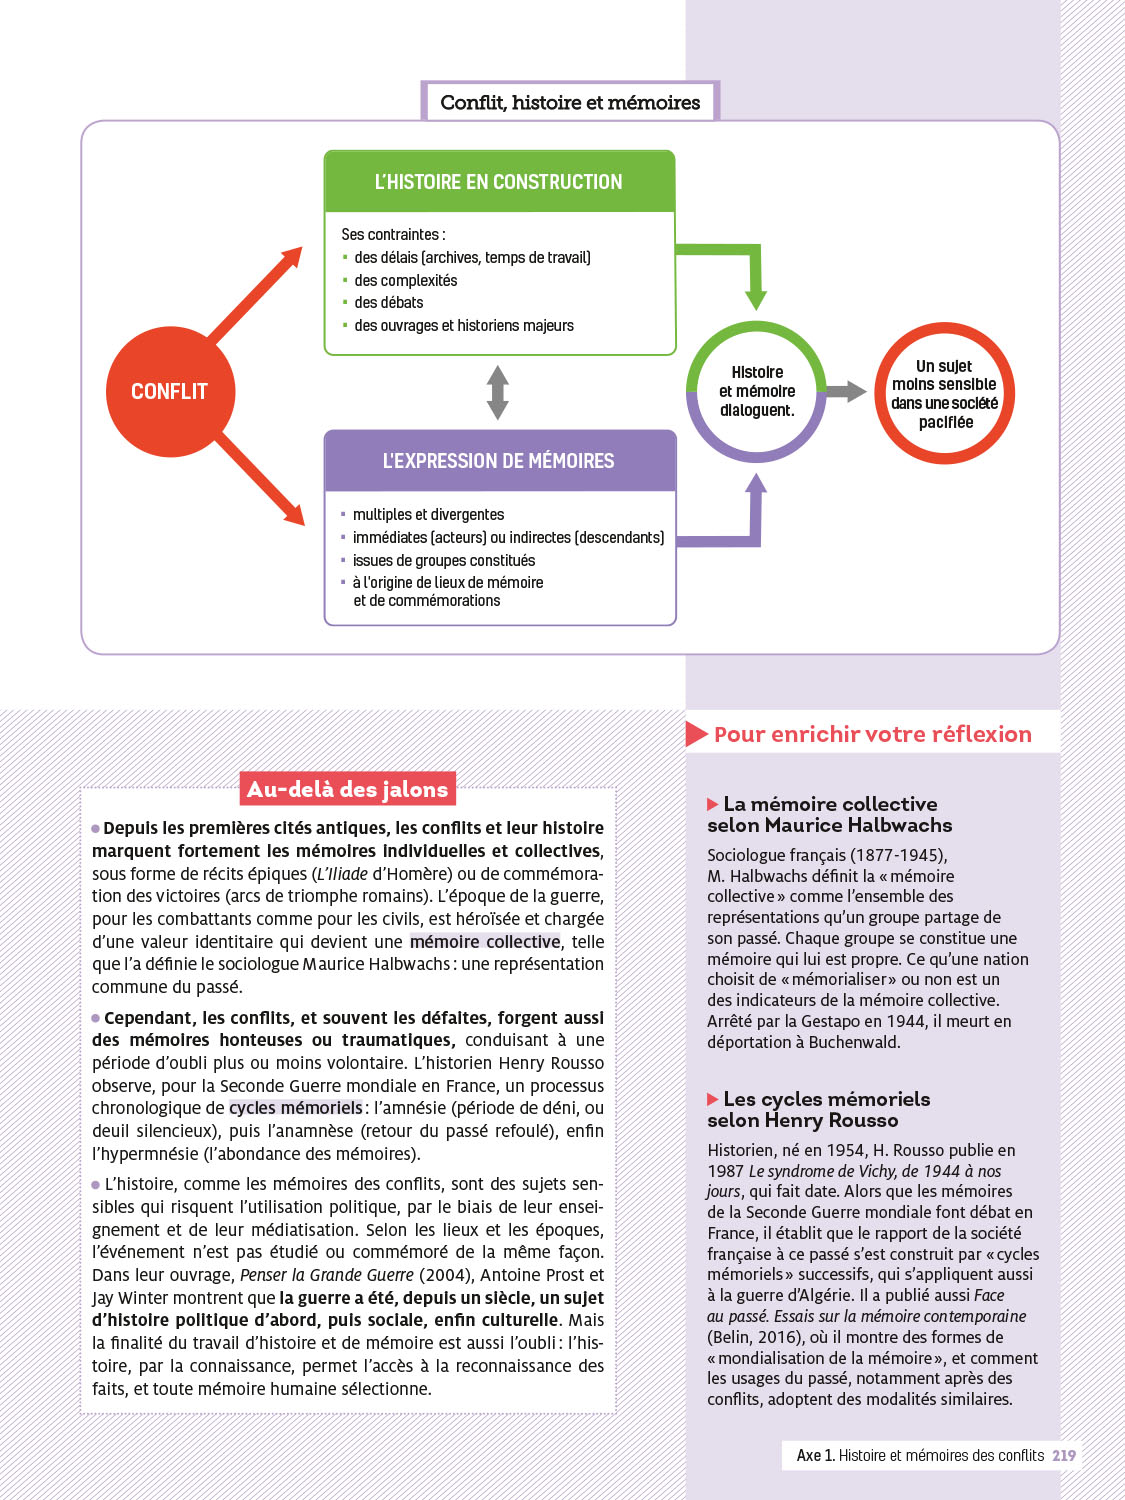 Conflit, histoire et mémoires
L'HISTOIRE EN CONSTRUCTION
Ses contraintes :
▪ des délais (archives, temps de travail)
▪ des complexités
▪ des débats
▪ des ouvrages et historiens majeurs
CONFLIT
Histoire
et mémoire
dialoguent.
Un sujet
moins sensible
dans une société
pacifiée
L'EXPRESSION DE MÉMOIRES
▪ multiples et divergentes
▪ immédiates (acteurs) ou indirectes (descendants)
▪ issues de groupes constitués
▪ à l'origine de lieux de mémoire
et de commémorations
Au-delà des jalons
● Depuis les premières cités antiques, les conflits et leur histoire
marquent fortement les mémoires individuelles et collectives,
sous forme de récits épiques (L'Iliade d'Homère) ou de commémora-
tion des victoires (arcs de triomphe romains). L'époque de la guerre,
pour les combattants comme pour les civils, est héroïsée et chargée
d'une valeur identitaire qui devient une mémoire collective, telle
que l'a définie le sociologue Maurice Halbwachs : une représentation
commune du passé.
● Cependant, les conflits, et souvent les défaites, forgent aussi
des mémoires honteuses ou traumatiques, conduisant à une
période d'oubli plus ou moins volontaire. L'historien Henry Rousso
observe, pour la Seconde Guerre mondiale en France, un processus
chronologique de cycles mémoriels : l'amnésie (période de déni, ou
deuil silencieux), puis l'anamnèse (retour du passé refoulé), enfin
l'hypermnésie (l'abondance des mémoires).
● L'histoire, comme les mémoires des conflits, sont des sujets sen-
sibles qui risquent l'utilisation politique, par le biais de leur ensei-
gnement et de leur médiatisation. Selon les lieux et les époques,
l'événement n'est pas étudié ou commémoré de la même façon.
Dans leur ouvrage, Penser la Grande Guerre (2004), Antoine Prost et
Jay Winter montrent que la guerre a été, depuis un siècle, un sujet
d'histoire politique d'abord, puis sociale, enfin culturelle. Mais
la finalité du travail d'histoire et de mémoire est aussi l'oubli : l'his-
toire, par la connaissance, permet l'accès à la reconnaissance des
faits, et toute mémoire humaine sélectionne.
Pour enrichir votre réflexion
La mémoire collective
selon Maurice Halbwachs
Sociologue français (1877-1945),
M. Halbwachs définit la « mémoire
collective » comme l'ensemble des
représentations qu'un groupe partage de
son passé. Chaque groupe se constitue une
mémoire qui lui est propre. Ce qu'une nation
choisit de « mémorialiser » ou non est un
des indicateurs de la mémoire collective.
Arrêté par la Gestapo en 1944, il meurt en
déportation à Buchenwald.
Les cycles mémoriels
selon Henry Rousso
Historien, né en 1954, H. Rousso publie en
1987 Le syndrome de Vichy, de 1944 à nos
jours, qui fait date. Alors que les mémoires
de la Seconde Guerre mondiale font débat en
France, il établit que le rapport de la société
française à ce passé s'est construit par « cycles
mémoriels » successifs, qui s'appliquent aussi
à la guerre d'Algérie. Il a publié aussi Face
au passé. Essais sur la mémoire contemporaine
(Belin, 2016), où il montre des formes de
« mondialisation de la mémoire », et comment
les usages du passé, notamment après des
conflits, adoptent des modalités similaires.
Axe 1. Histoire et mémoires des conflits 219